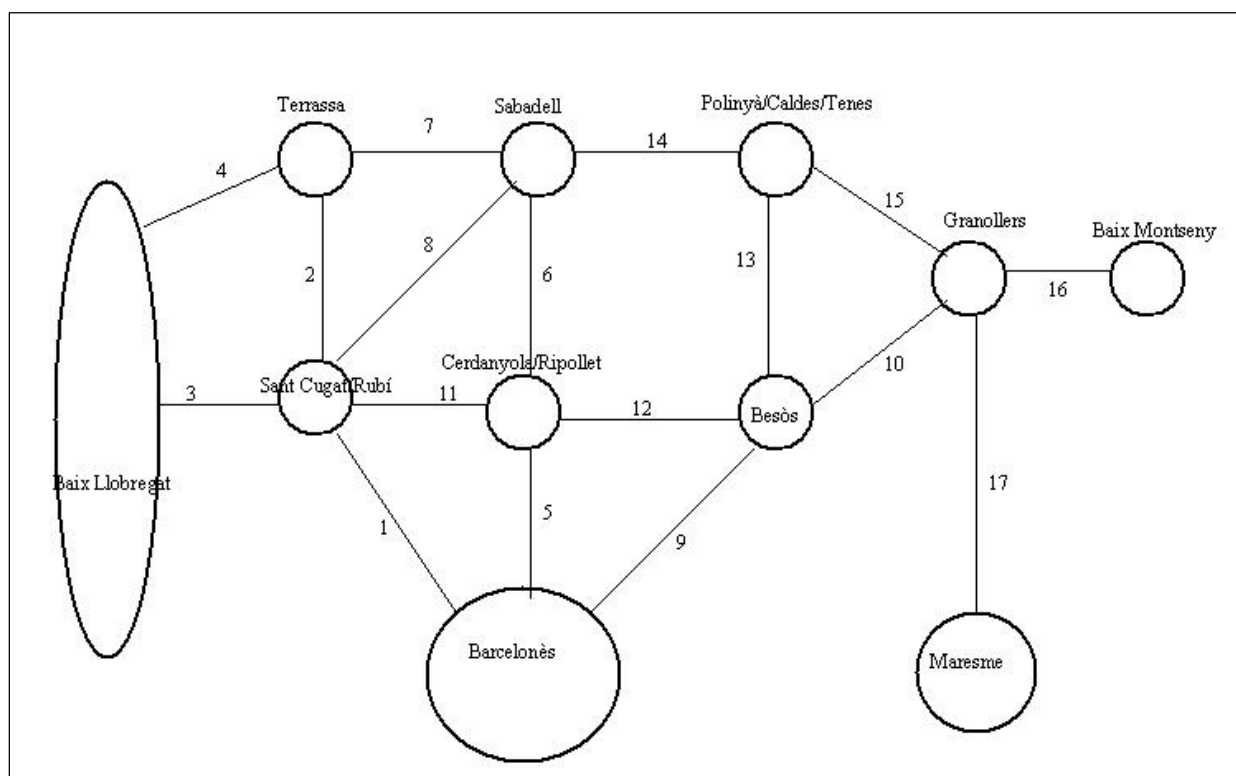 Terrassa
Sabadell
Polinyà/Caldes/Tenes
7
14
4
15
Granollers
Baix Montseny
8
2
6
13
16
Cerdanyola/Ripollet
10
Sant Cugat/Rubí
3
11
12
Besòs
Baix Llobregat
17
1
5
9
Barcelonès
Maresme